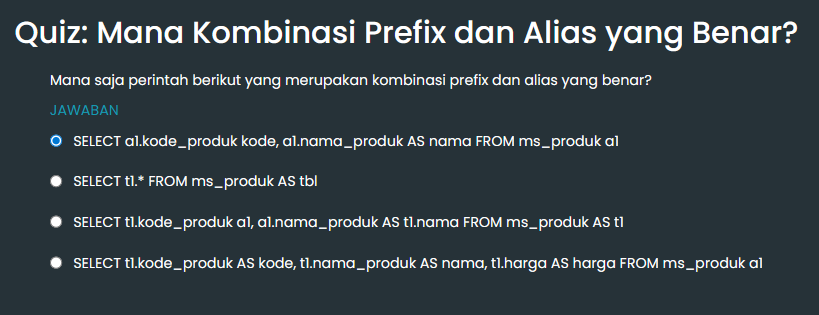 Quiz: Mana Kombinasi Prefix dan Alias yang Benar?
Mana saja perintah berikut yang merupakan kombinasi prefix dan alias yang benar?
JAWABAN
SELECT a1.kode_produk kode, a1.nama_produk AS nama FROM ms_produk a1
SELECT t1.* FROM ms_produk AS tbl
SELECT t1.kode_produk a1, a1.nama_produk AS t1.nama FROM ms_produk AS t1
SELECT t1.kode_produk AS kode, t1.nama_produk AS nama, t1.harga AS harga FROM ms_produk a1